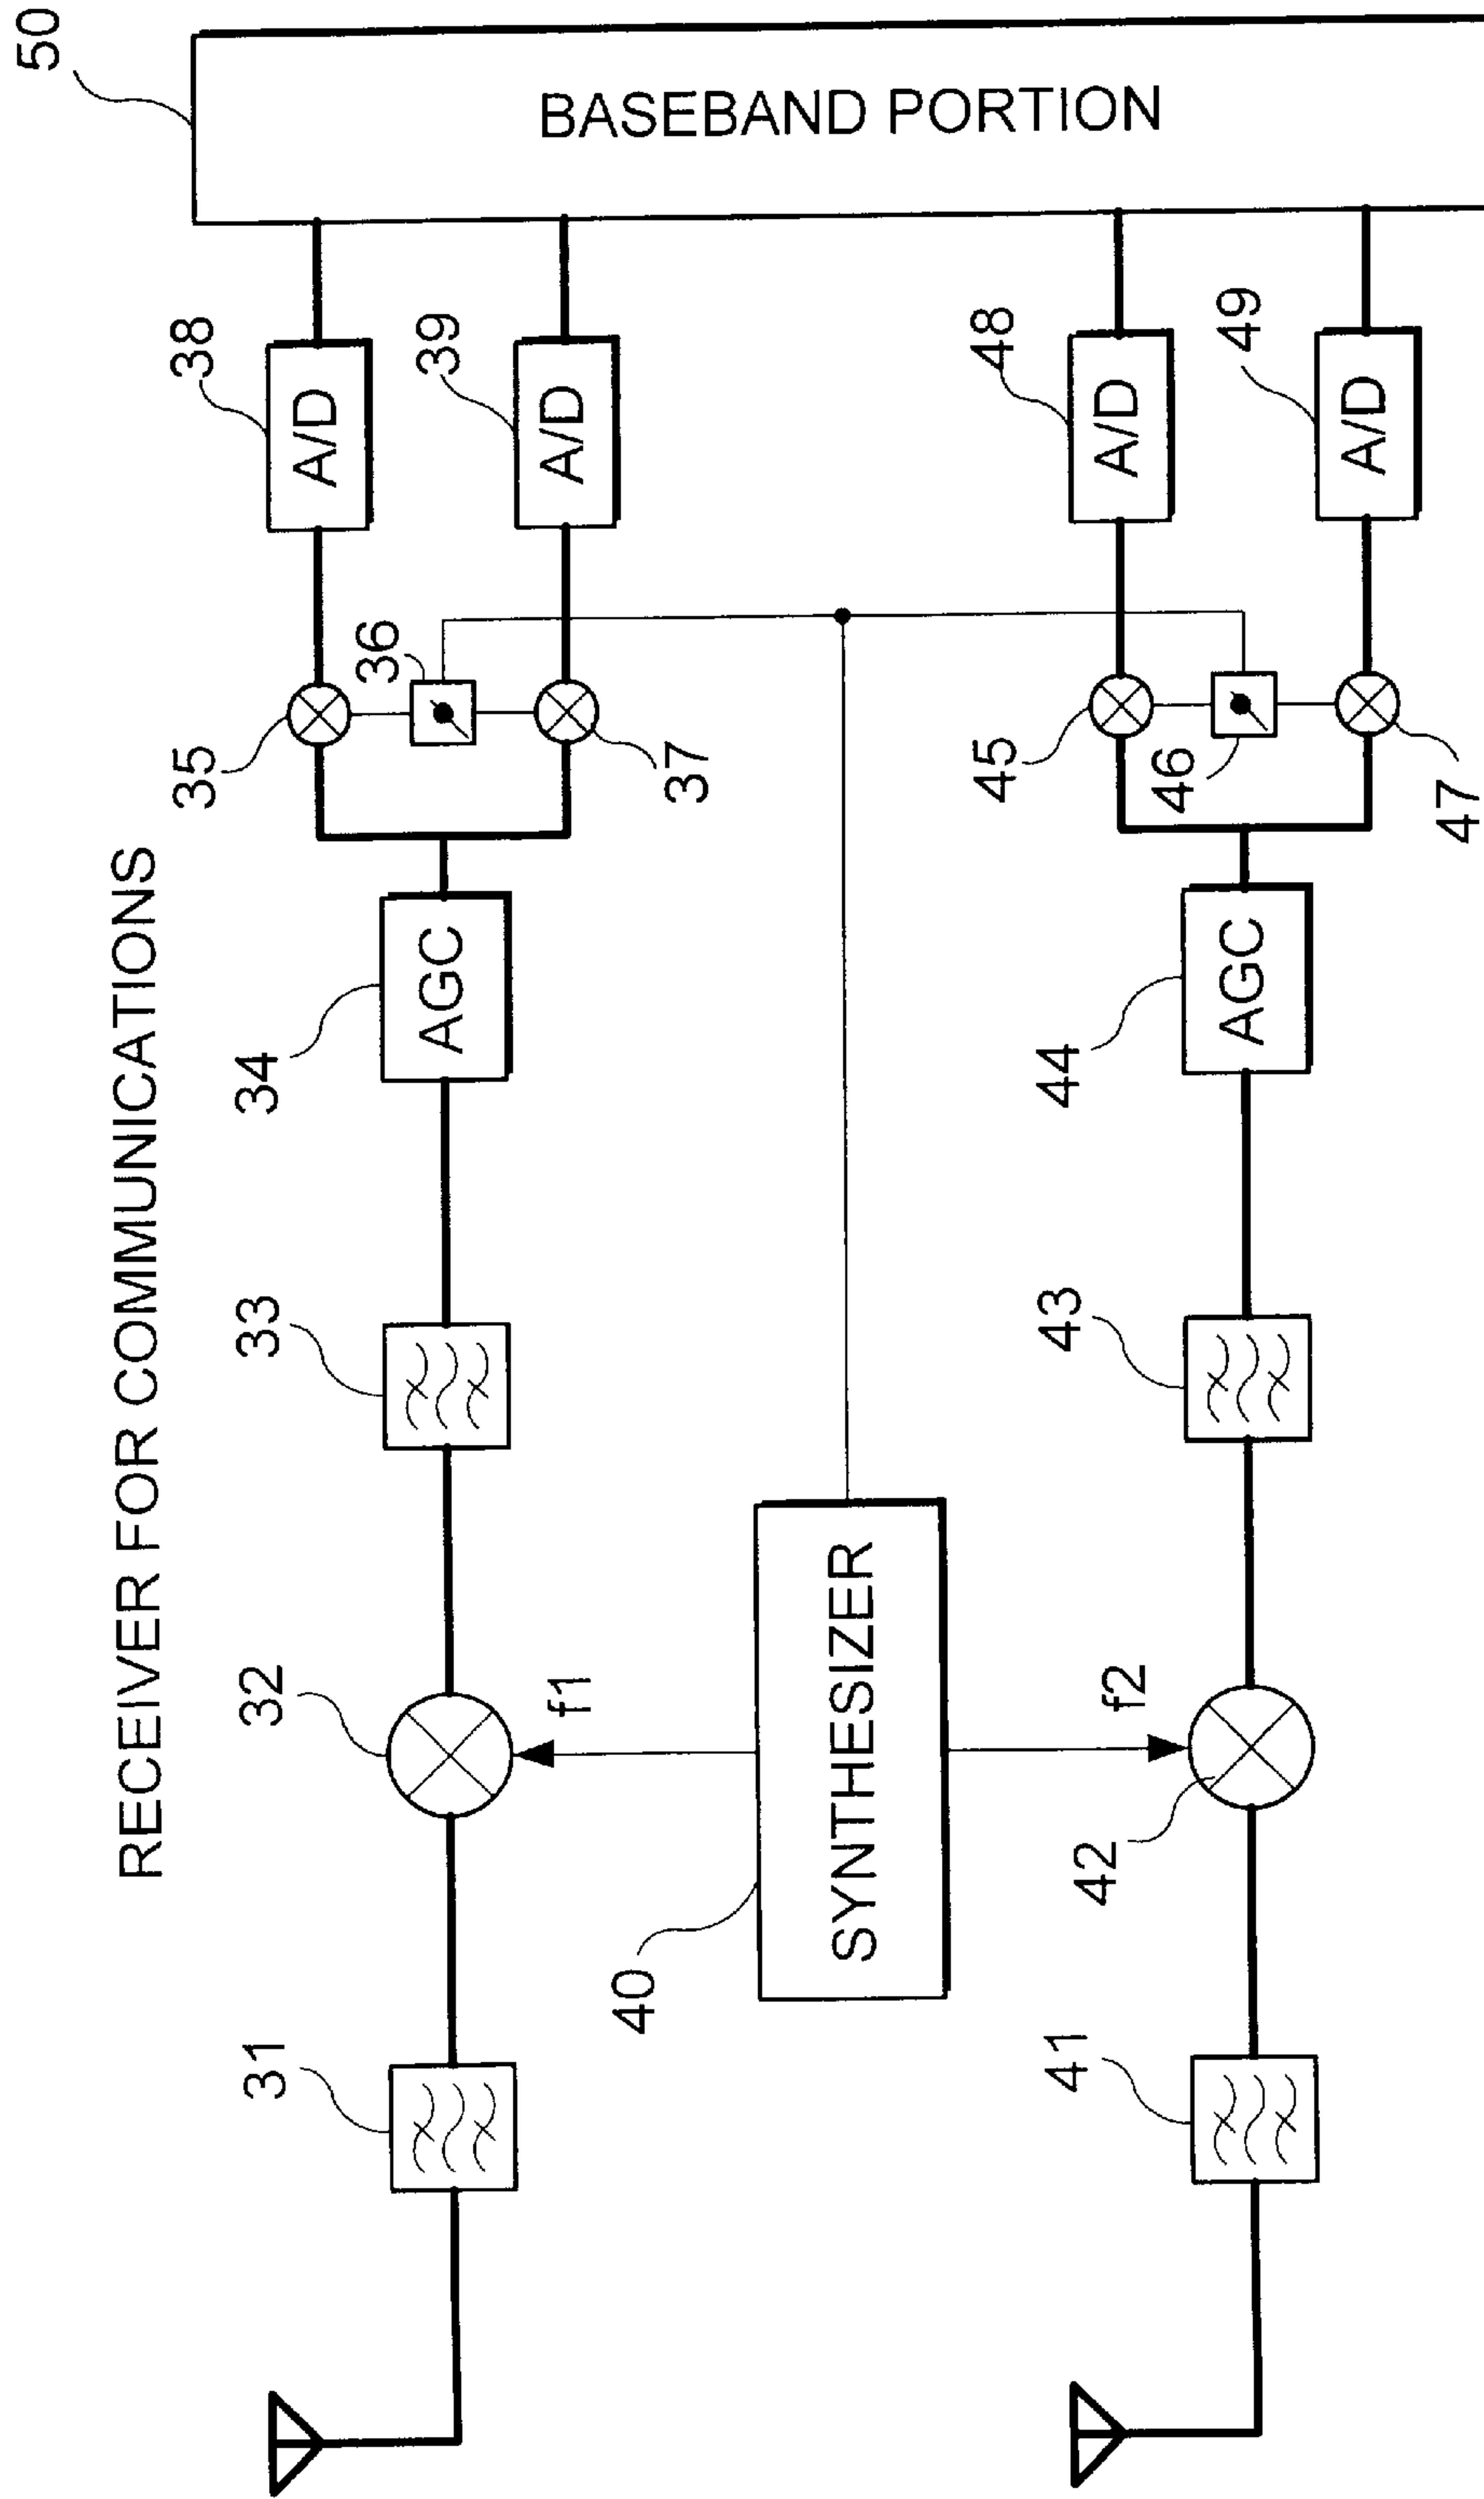 RECEIVER FOR COMMUNICATIONS
31
32
f1
33
34
AGC
35
36
37
38
A/D
39
A/D
40
SYNTHESIZER
41
42
f2
43
44
AGC
45
46
47
48
A/D
49
A/D
50
BASEBAND PORTION